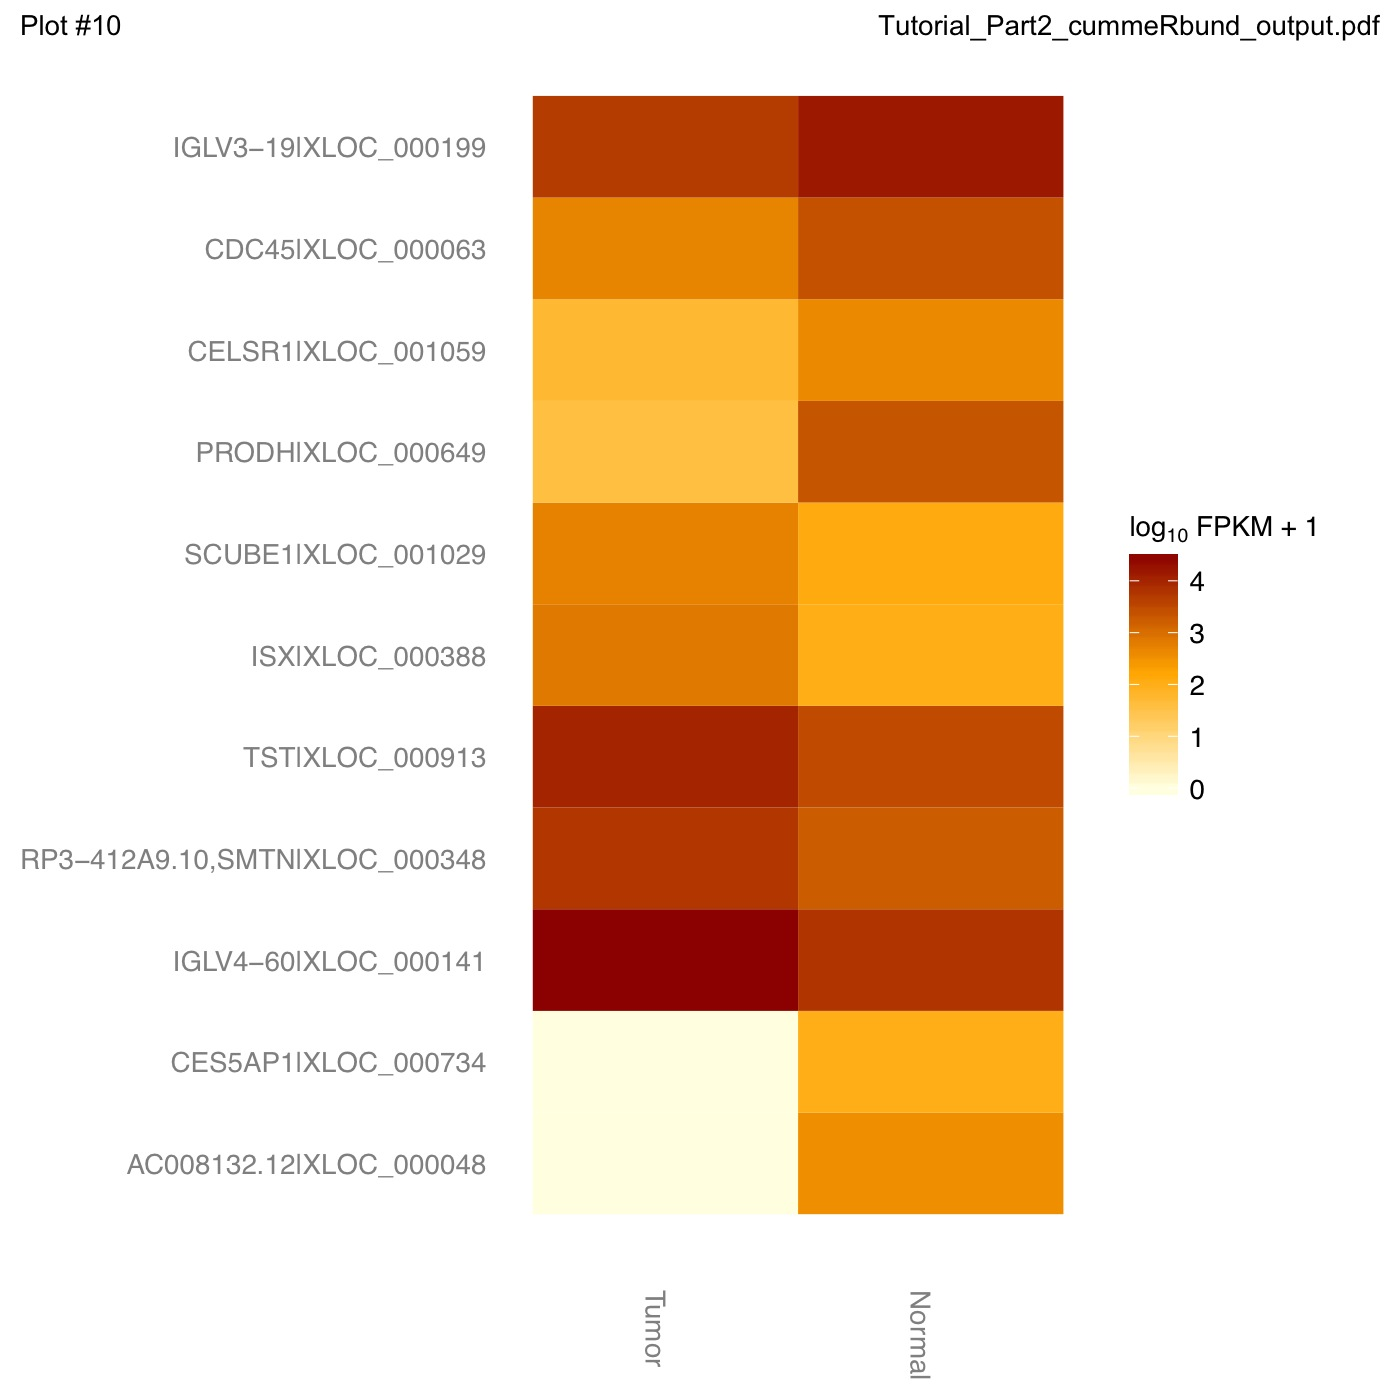 Plot #10
Tutorial_Part2_cummeRbund_output.pdf
IGLV3−19|XLOC_000199
CDC45|XLOC_000063
CELSR1|XLOC_001059
PRODH|XLOC_000649
SCUBE1|XLOC_001029
ISX|XLOC_000388
TST|XLOC_000913
RP3−412A9.10,SMTN|XLOC_000348
IGLV4−60|XLOC_000141
CES5AP1|XLOC_000734
AC008132.12|XLOC_000048
log₁₀ FPKM + 1
4
3
2
1
0
Tumor
Normal